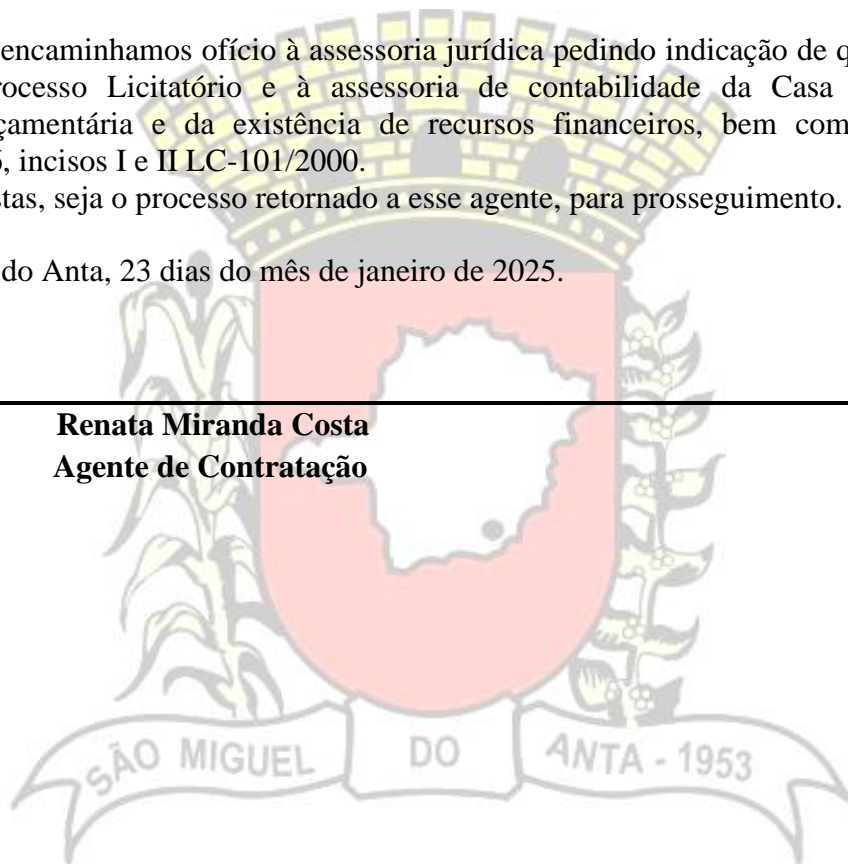 encaminhamos ofício à assessoria jurídica pedindo indicação de q
rocesso Licitatório e à assessoria de contabilidade da Casa
çamentária e da existência de recursos financeiros, bem com
, incisos I e II LC-101/2000.
stas, seja o processo retornado a esse agente, para prosseguimento.
do Anta, 23 dias do mês de janeiro de 2025.
Renata Miranda Costa
Agente de Contratação
SÃO MIGUEL DO ANTA - 1953